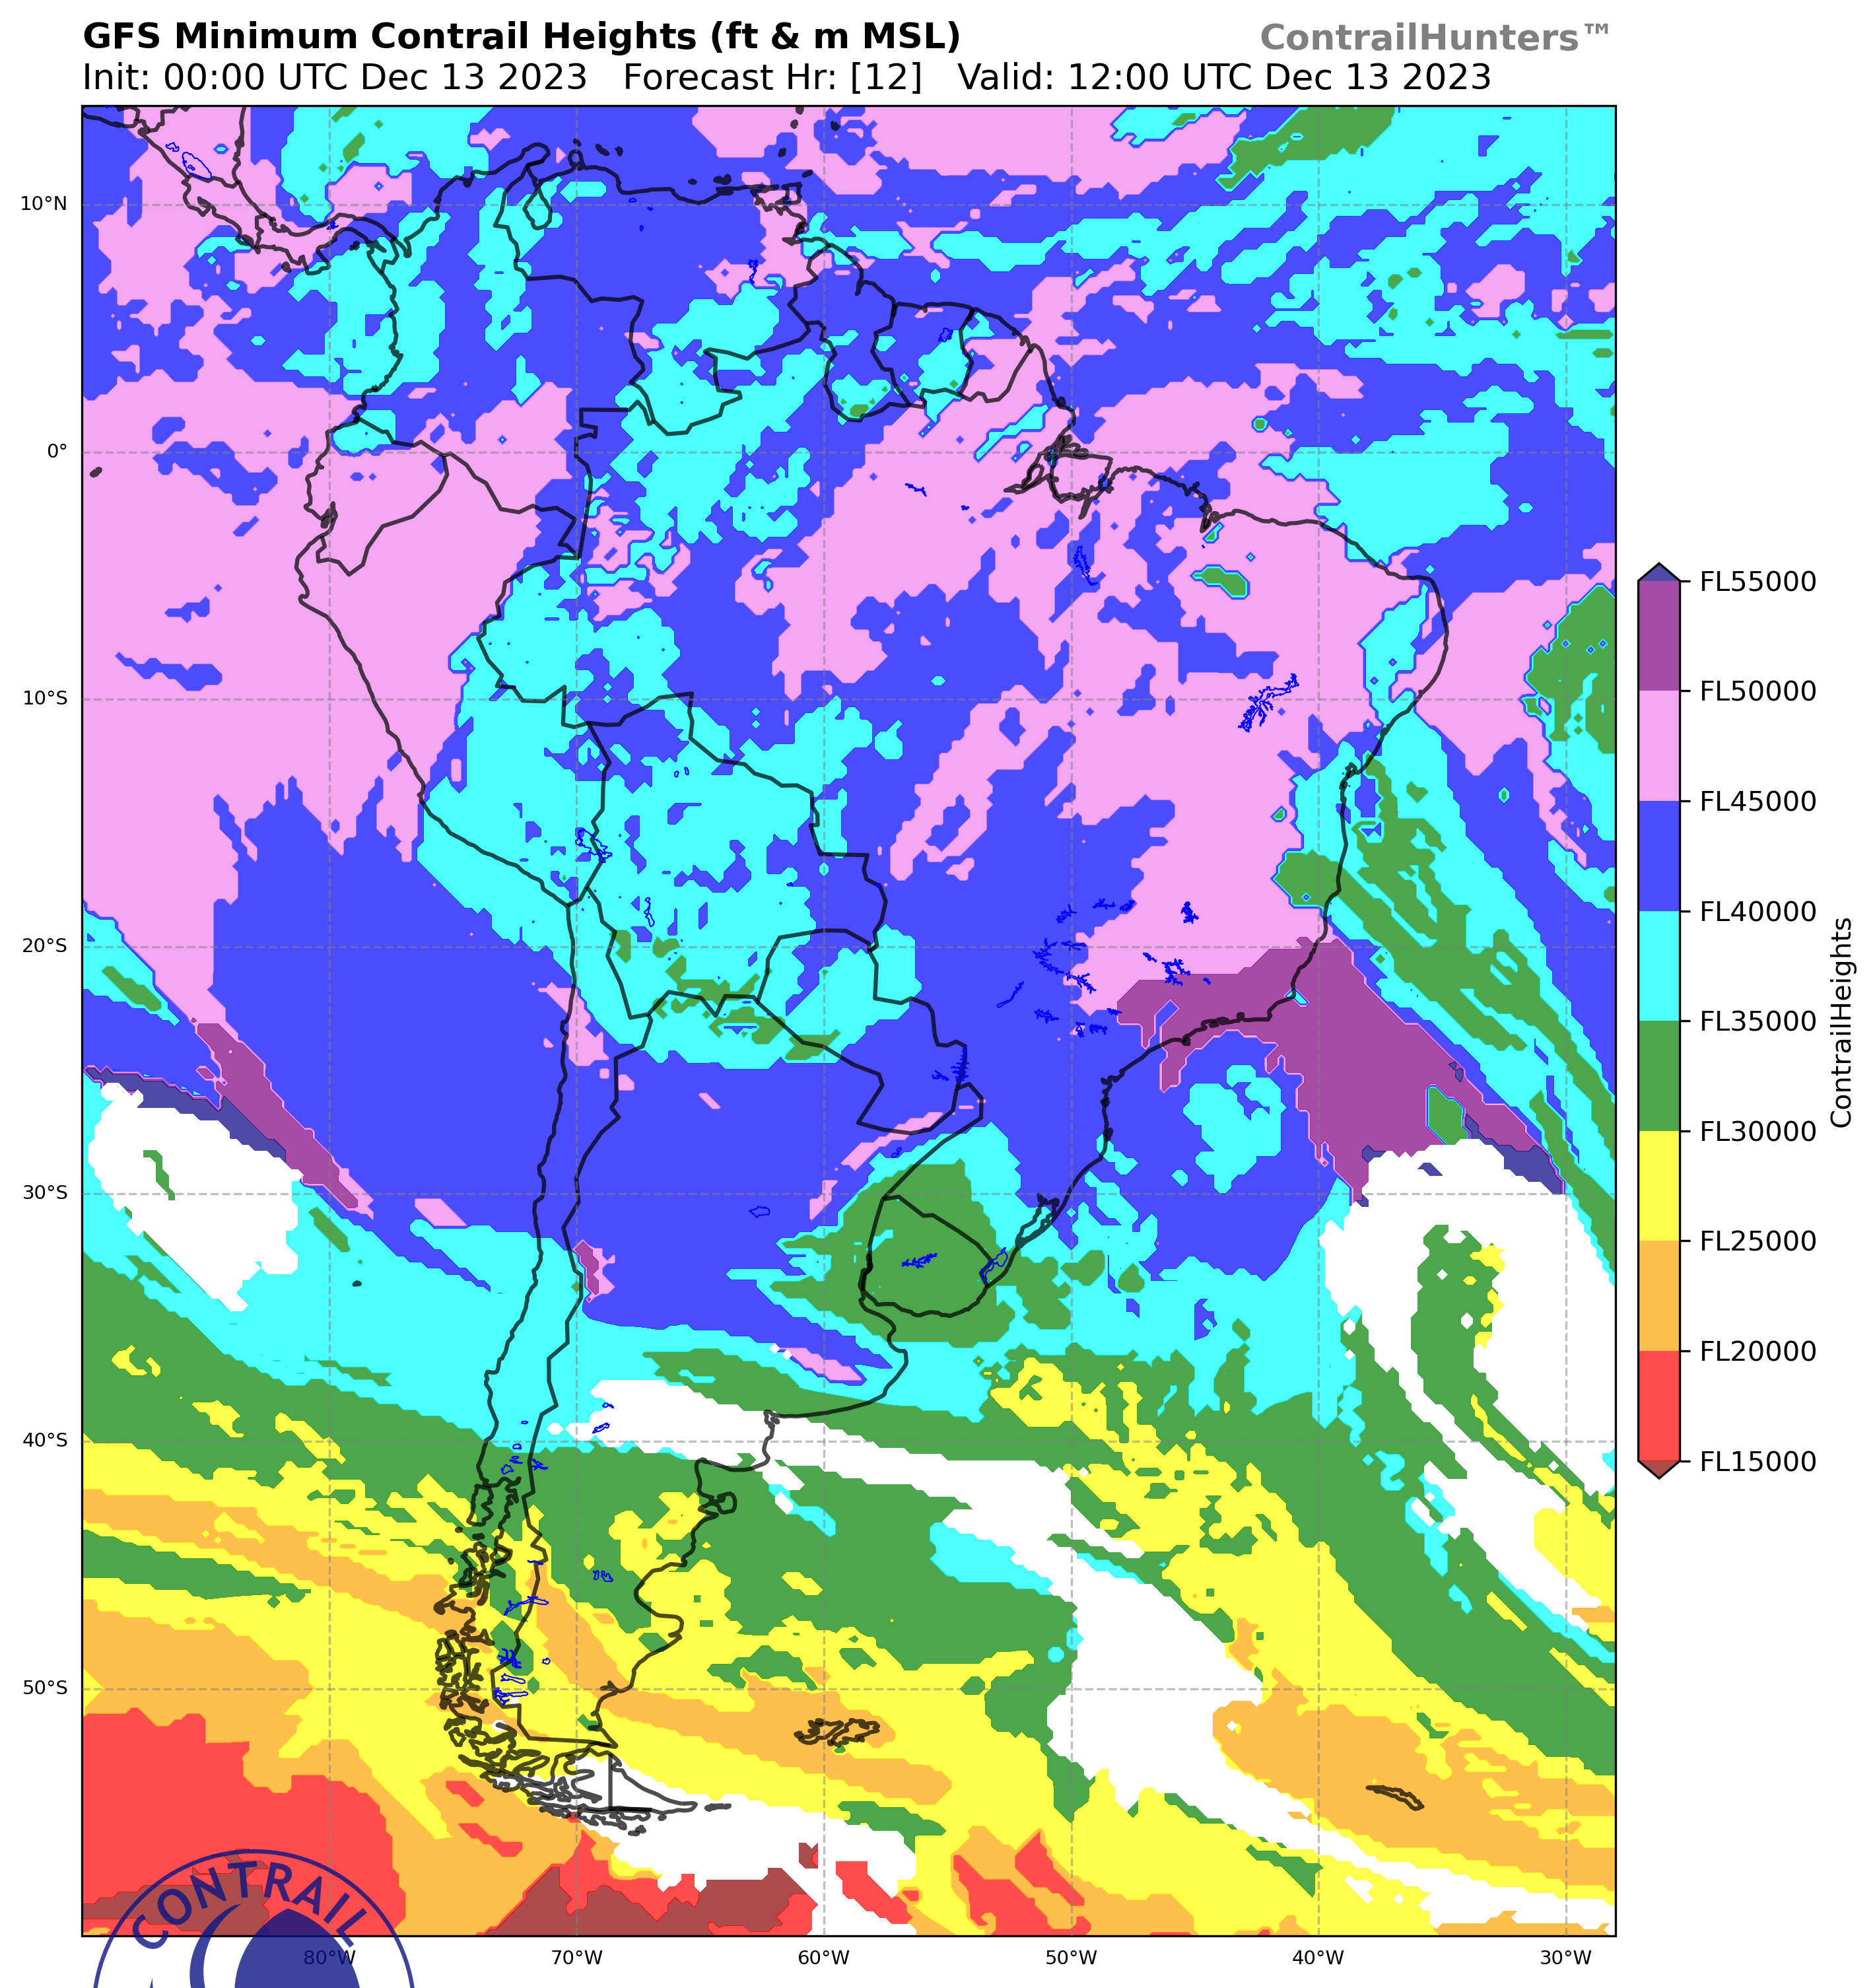 GFS Minimum Contrail Heights (ft & m MSL)
ContrailHunters™
Init: 00:00 UTC Dec 13 2023 Forecast Hr: [12] Valid: 12:00 UTC Dec 13 2023
10°N
0°
10°S
20°S
30°S
40°S
50°S
80°W
70°W
60°W
50°W
40°W
30°W
FL55000
FL50000
FL45000
FL40000
FL35000
FL30000
FL25000
FL20000
FL15000
ContrailHeights
CONTRAIL